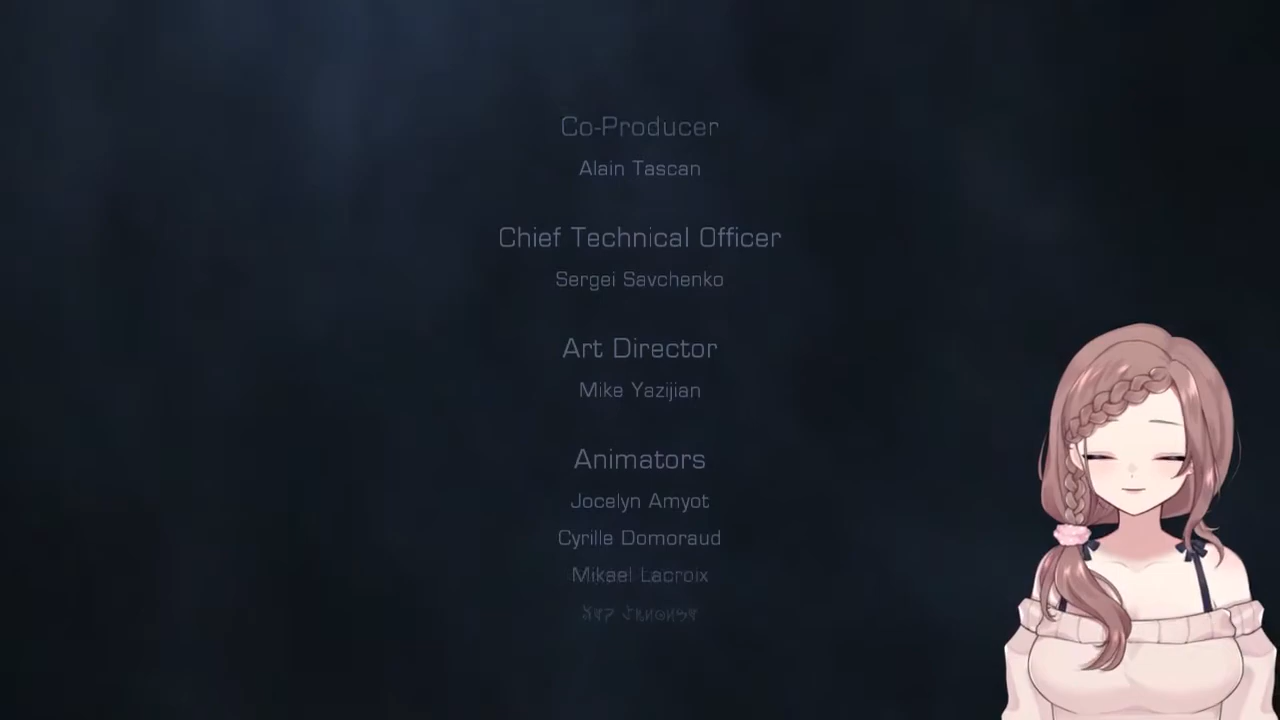 Co-Producer
Alain Tascan
Chief Technical Officer
Sergei Savchenko
Art Director
Mike Yazijian
Animators
Jocelyn Amyot
Cyrille Domoraud
Mikael Lacroix